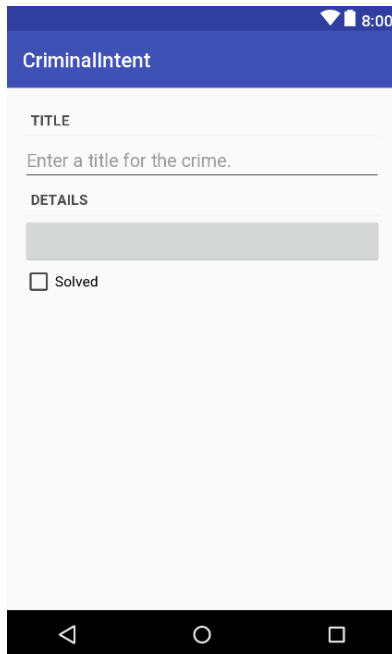 8:00
CriminalIntent
TITLE
Enter a title for the crime.
DETAILS
Solved